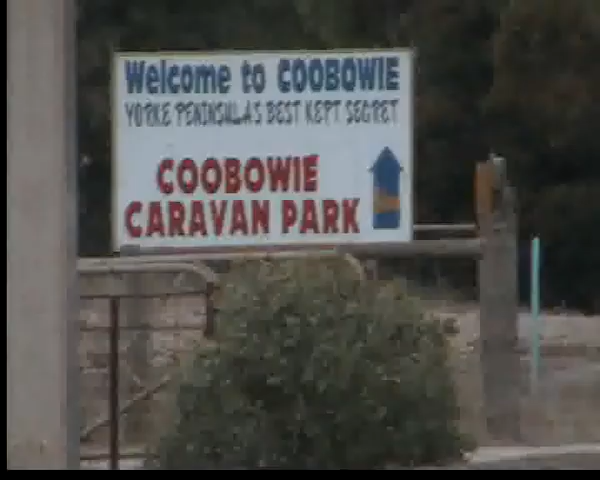 Welcome to COOBOWIE
YORKE PENINSULA'S BEST KEPT SECRET
COOBOWIE
CARAVAN PARK